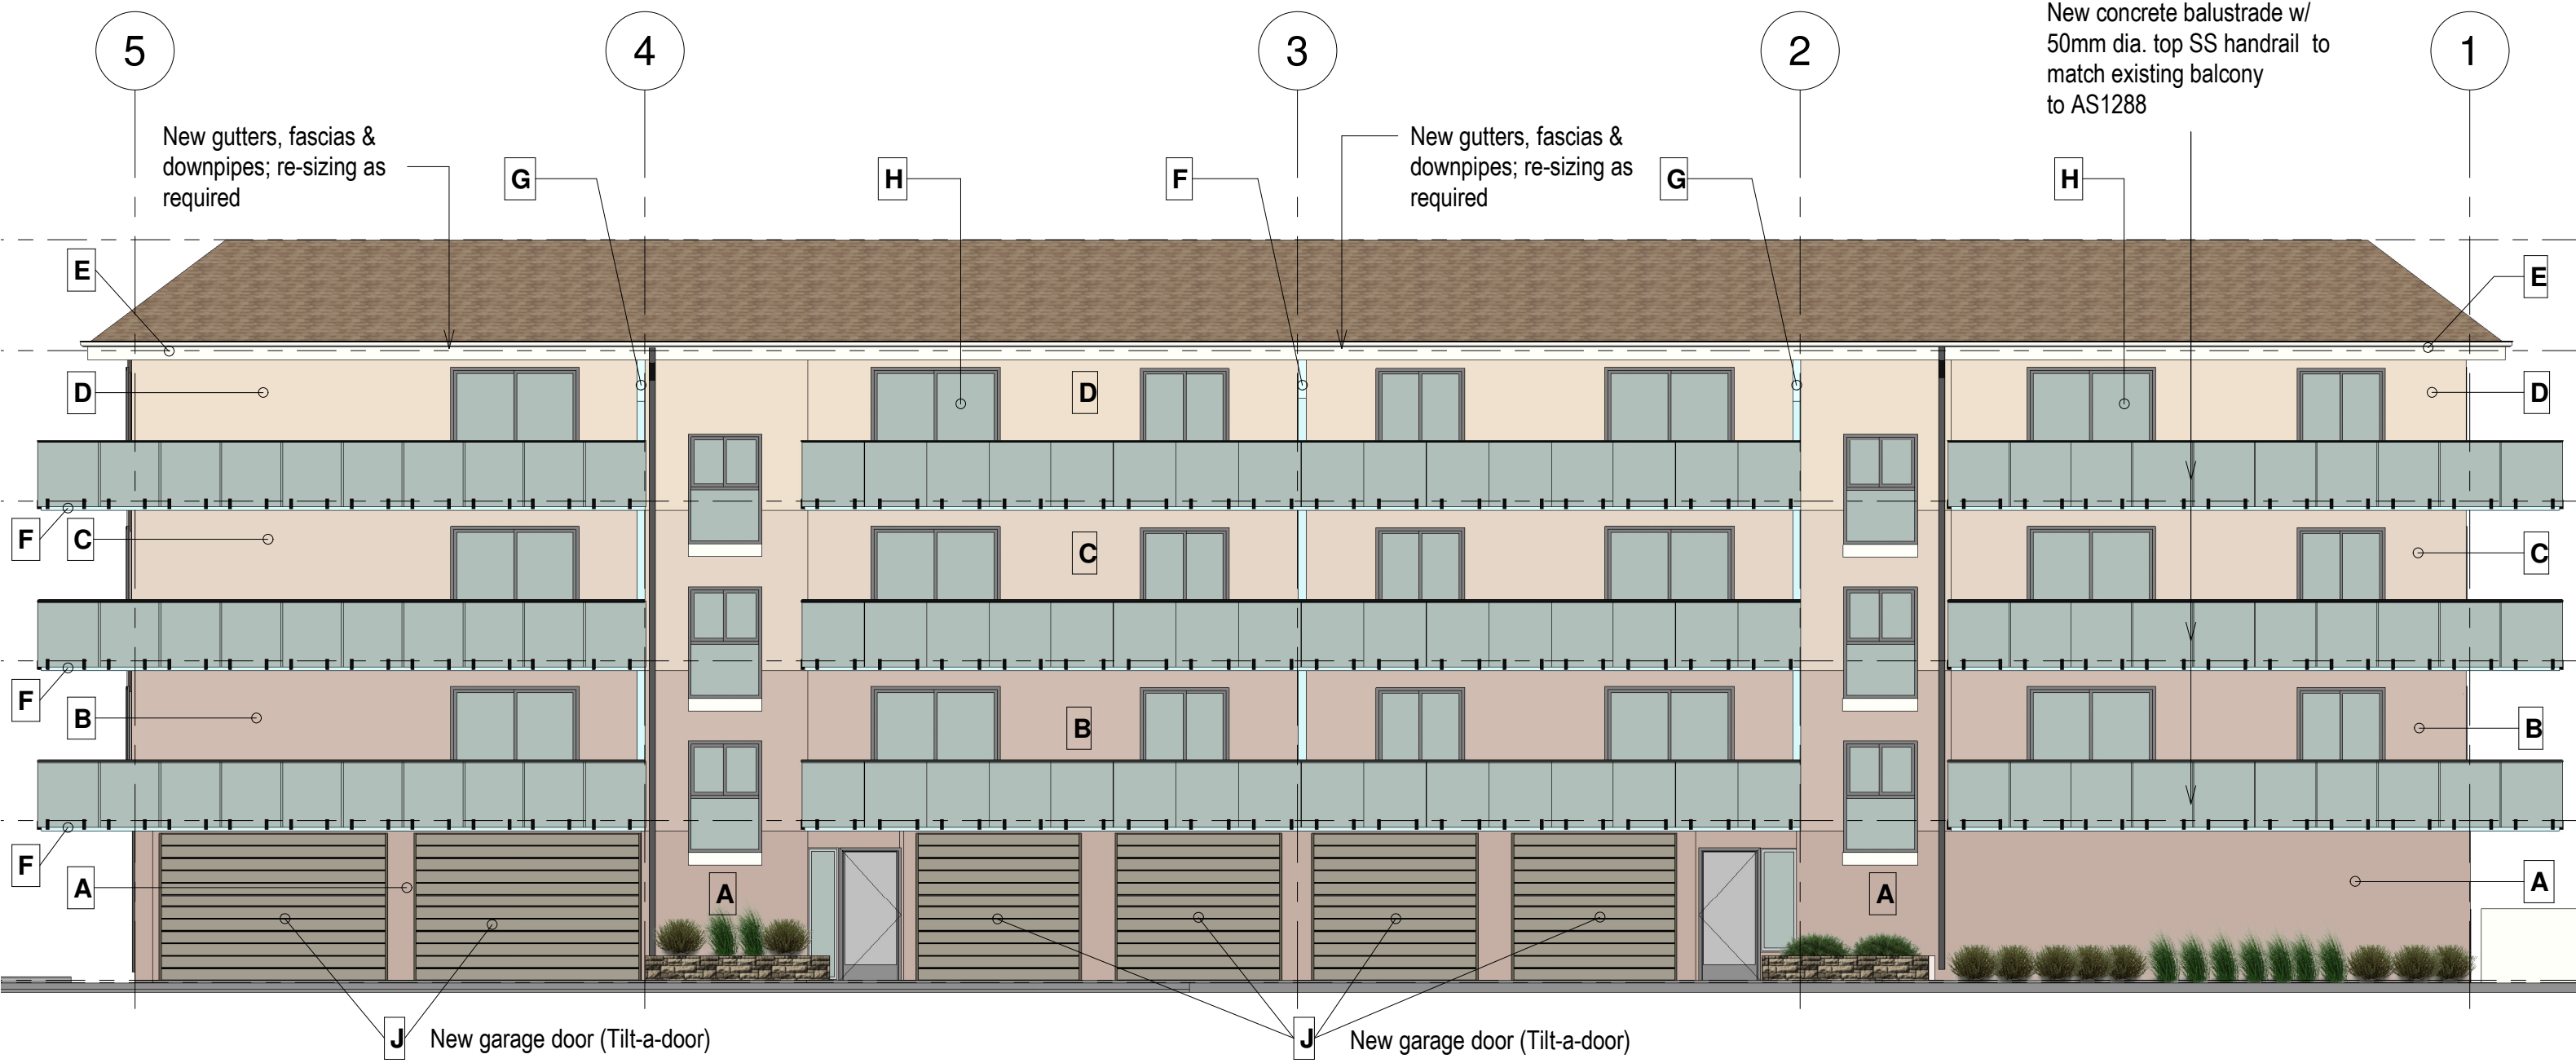 5
4
3
2
1
New concrete balustrade w/
50mm dia. top SS handrail to
match existing balcony
to AS1288
New gutters, fascias &
downpipes; re-sizing as
required
G
H
F
New gutters, fascias &
downpipes; re-sizing as
required
G
H
E
E
D
D
D
F
C
C
C
F
B
B
B
F
A
A
A
A
J
New garage door (Tilt-a-door)
J
New garage door (Tilt-a-door)